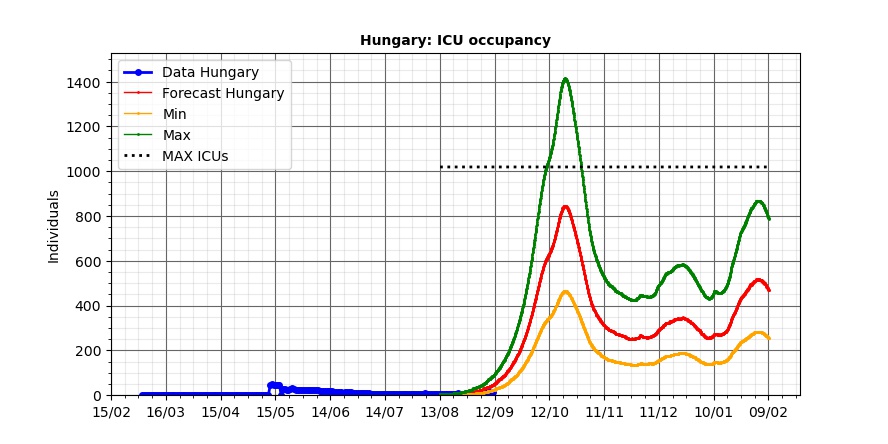 Hungary: ICU occupancy
Data Hungary
Forecast Hungary
Min
Max
MAX ICUs
Individuals
1400
1200
1000
800
600
400
200
0
15/02 16/03 15/04 15/05 14/06 14/07 13/08 12/09 12/10 11/11 11/12 10/01 09/02